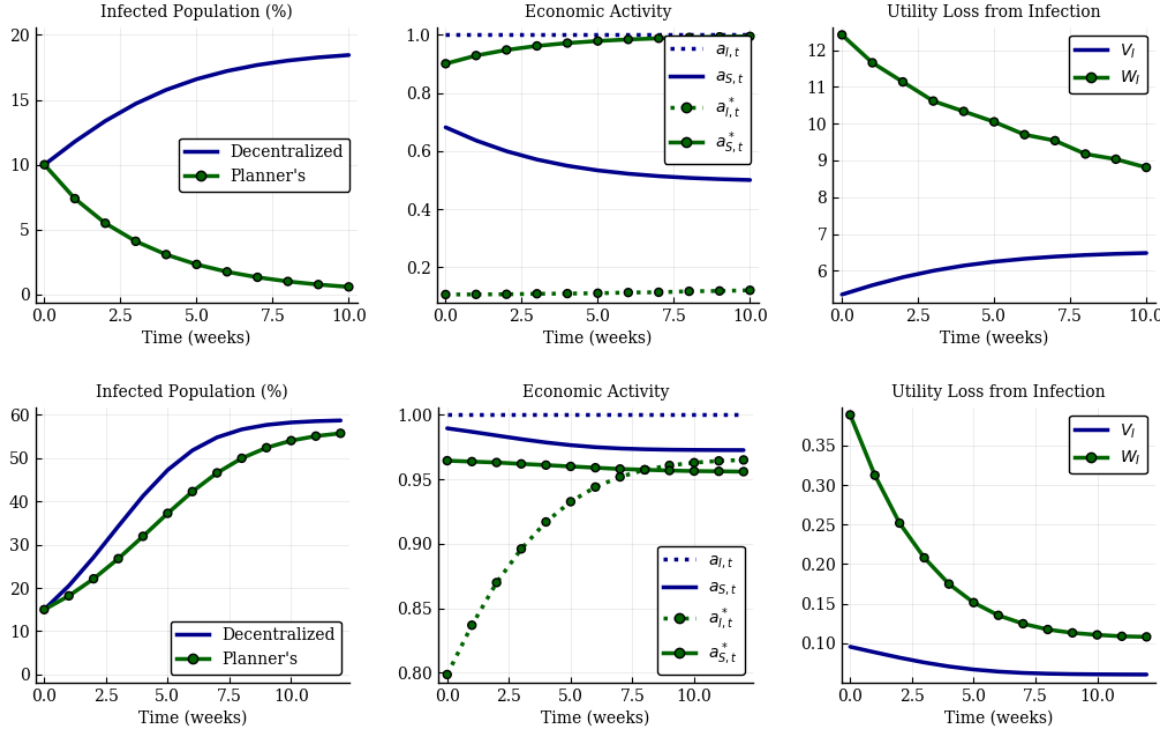 Infected Population (%)
20
15
10
5
0
Decentralized
Planner's
0.0 2.5 5.0 7.5 10.0
Time (weeks)
Economic Activity
1.0
0.8
0.6
0.4
0.2
a_{I,t}
a_{S,t}
a^*_{I,t}
a^*_{S,t}
0.0 2.5 5.0 7.5 10.0
Time (weeks)
Utility Loss from Infection
12
11
10
9
8
7
6
V_I
W_I
0.0 2.5 5.0 7.5 10.0
Time (weeks)
Infected Population (%)
60
50
40
30
20
10
0
Decentralized
Planner's
0.0 2.5 5.0 7.5 10.0
Time (weeks)
Economic Activity
1.00
0.95
0.90
0.85
0.80
a_{I,t}
a_{S,t}
a^*_{I,t}
a^*_{S,t}
0.0 2.5 5.0 7.5 10.0
Time (weeks)
Utility Loss from Infection
0.35
0.30
0.25
0.20
0.15
0.10
V_I
W_I
0.0 2.5 5.0 7.5 10.0
Time (weeks)